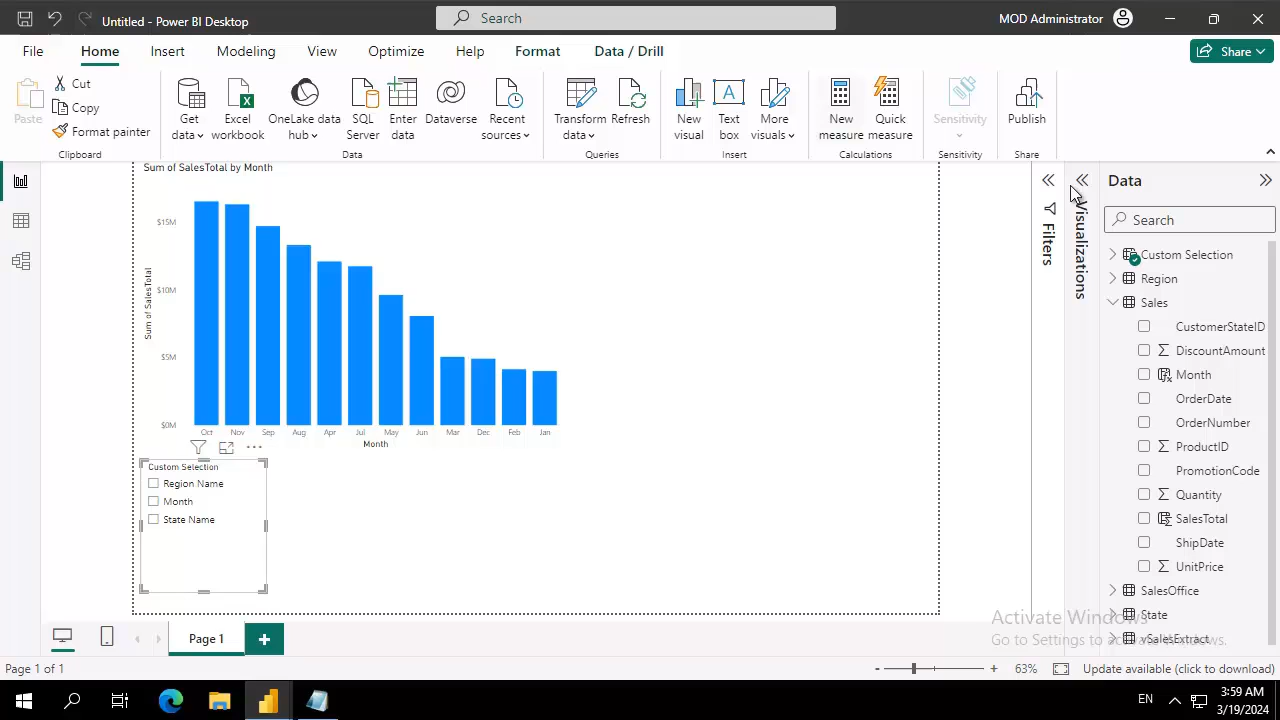 Untitled - Power BI Desktop
Search
MOD Administrator
File
Home
Insert
Modeling
View
Optimize
Help
Format
Data / Drill
Share
Paste
Cut
Copy
Format painter
Clipboard
Get data
Excel workbook
OneLake data hub
SQL Server
Enter data
Dataverse
Recent sources
Data
Transform data
Refresh
Queries
New visual
Text box
More visuals
Insert
New measure
Quick measure
Calculations
Sensitivity
Sensitivity
Publish
Share
Sum of SalesTotal by Month
$15M
$10M
$5M
$0M
Sum of SalesTotal
Oct Nov Sep Aug Apr Jul May Jun Mar Dec Feb Jan
Month
Custom Selection
Region Name
Month
State Name
Filters
Visualizations
Data
Search
Custom Selection
Region
Sales
CustomerStateID
DiscountAmount
Month
OrderDate
OrderNumber
ProductID
PromotionCode
Quantity
SalesTotal
ShipDate
UnitPrice
SalesOffice
State
vSalesExtract
Activate Windows
Go to Settings to activate Windows.
Page 1
Page 1 of 1
63%
Update available (click to download)
EN
3:59 AM
3/19/2024